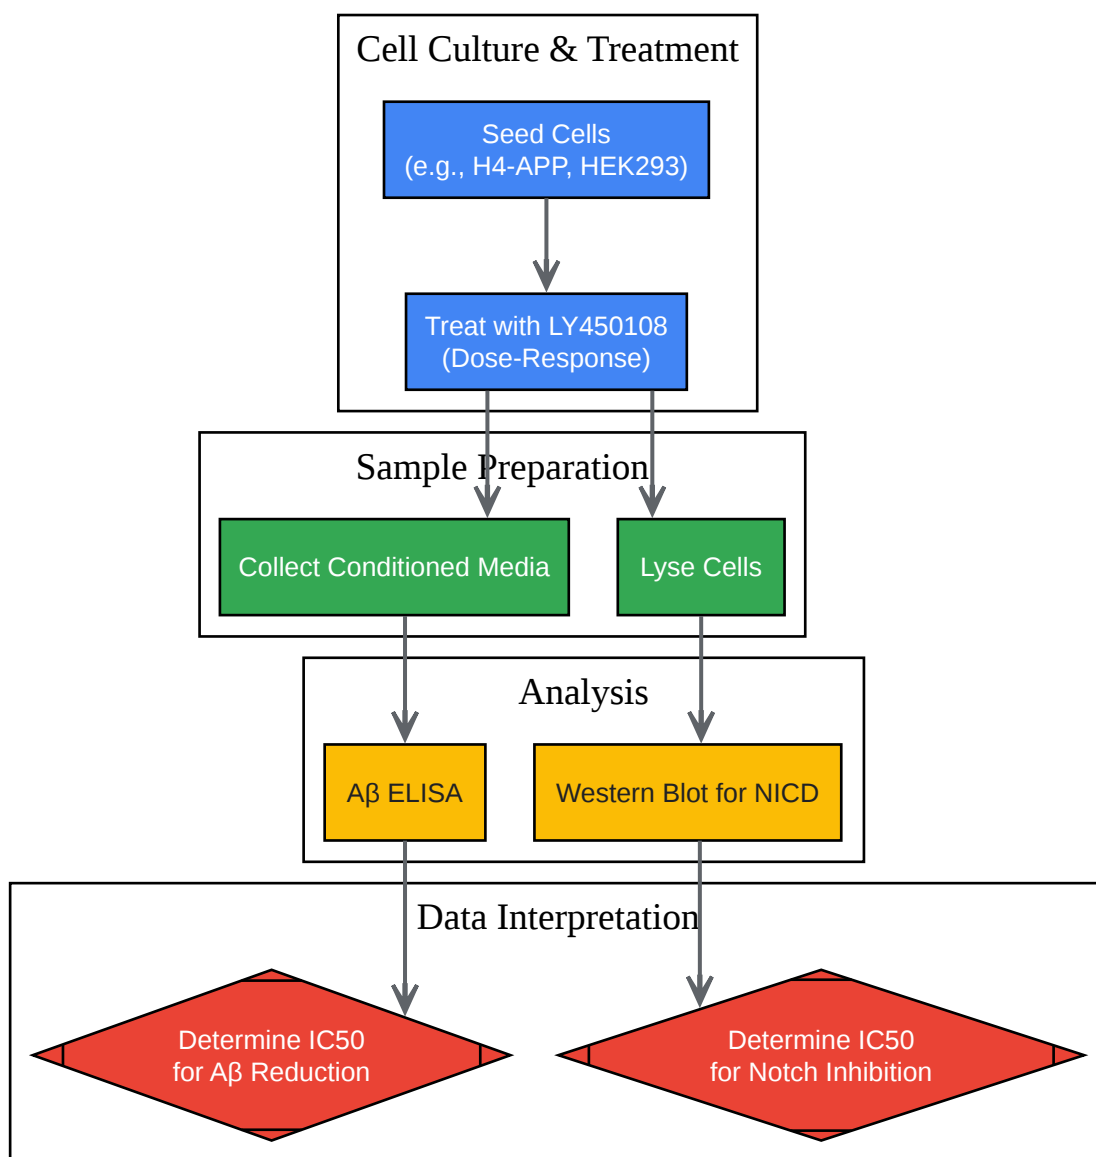 Cell Culture & Treatment
Seed Cells
(e.g., H4-APP, HEK293)
Treat with LY450108
(Dose-Response)
Sample Preparation
Collect Conditioned Media
Lyse Cells
Analysis
Aβ ELISA
Western Blot for NICD
Data Interpretation
Determine IC50
for Aβ Reduction
Determine IC50
for Notch Inhibition